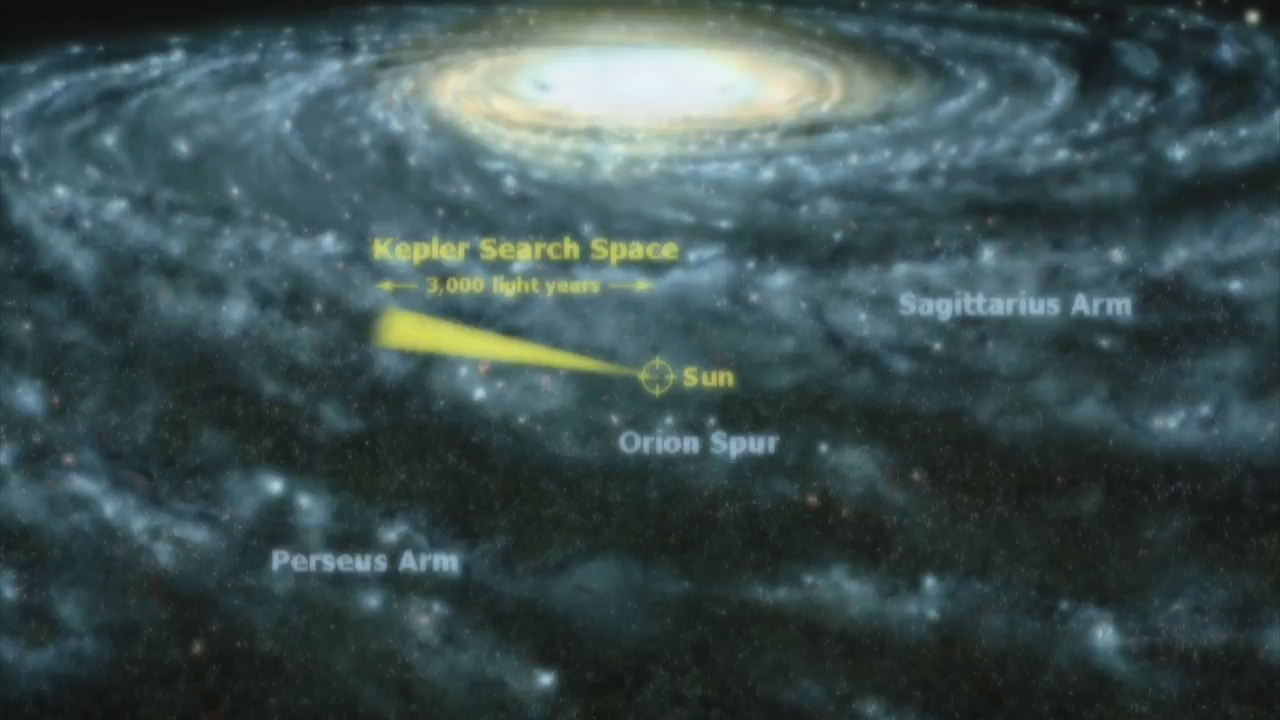 Kepler Search Space
3,000 light years
Sagittarius Arm
Sun
Orion Spur
Perseus Arm